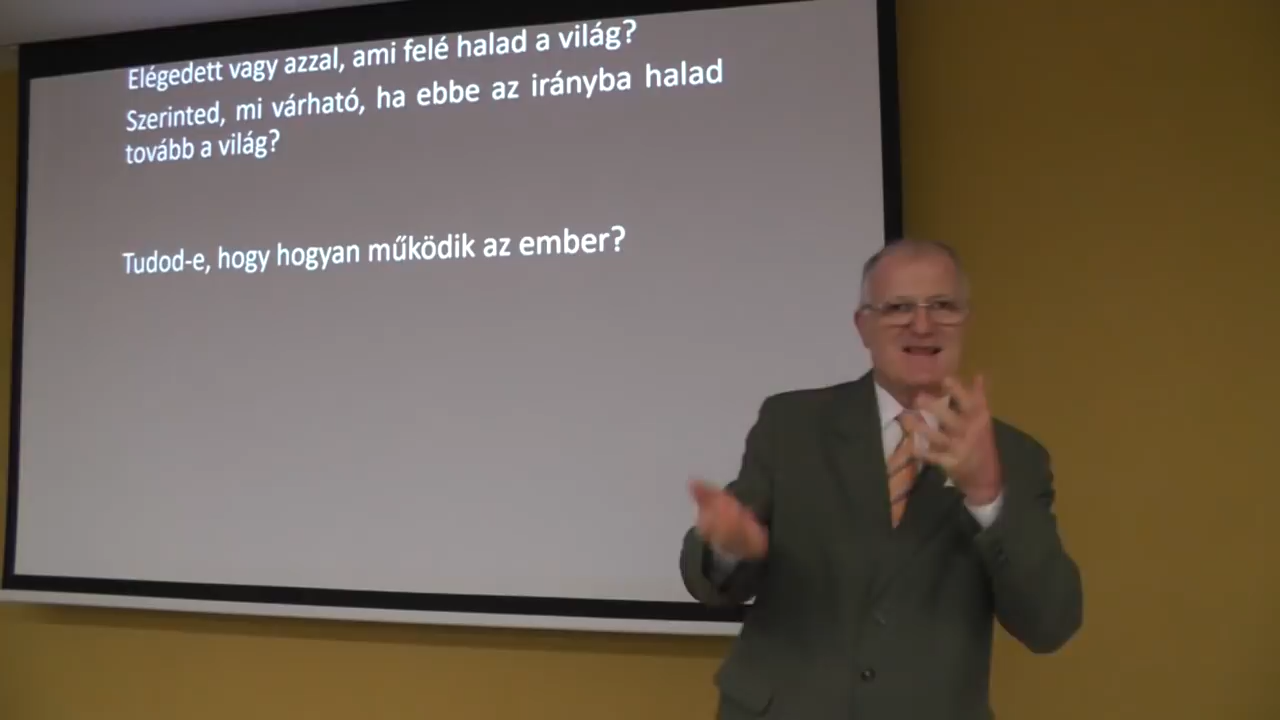 Elégedett vagy azzal, ami felé halad a világ?
Szerinted, mi várható, ha ebbe az irányba halad
tovább a világ?
Tudod-e, hogy hogyan működik az ember?